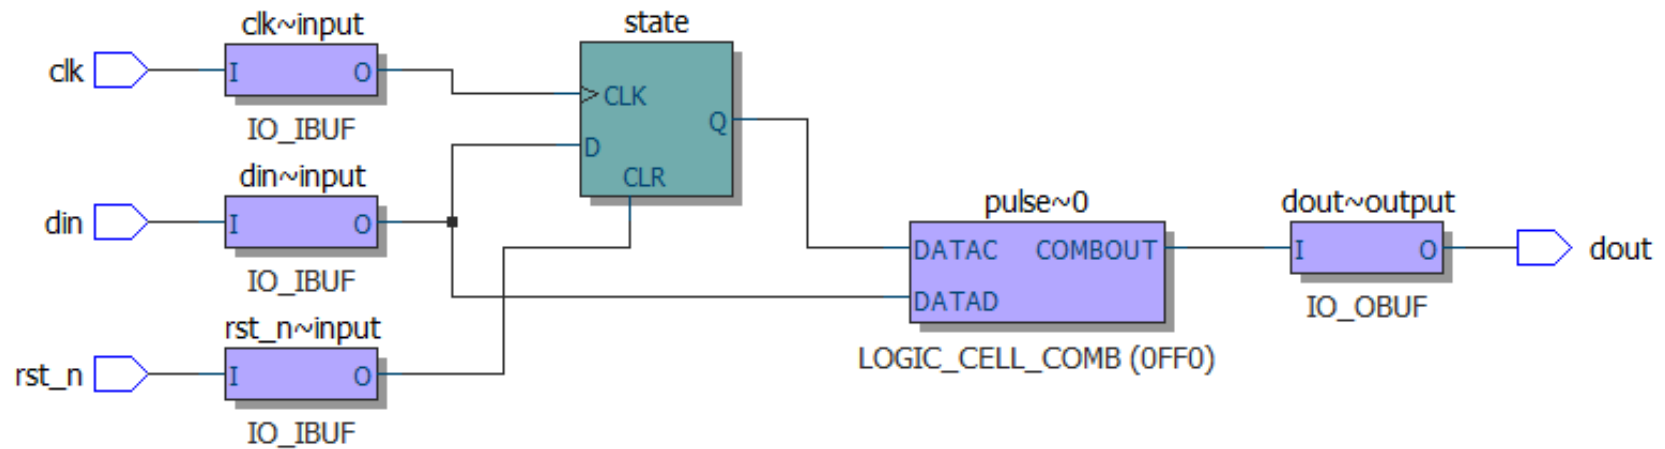 clk~input
state
clk
I
O
CLK
IO_IBUF
Q
D
din~input
CLR
din
I
O
IO_IBUF
pulse~0
dout~output
DATAC
COMBOUT
I
O
dout
DATAD
IO_OBUF
rst_n~input
LOGIC_CELL_COMB (0FF0)
rst_n
I
O
IO_IBUF